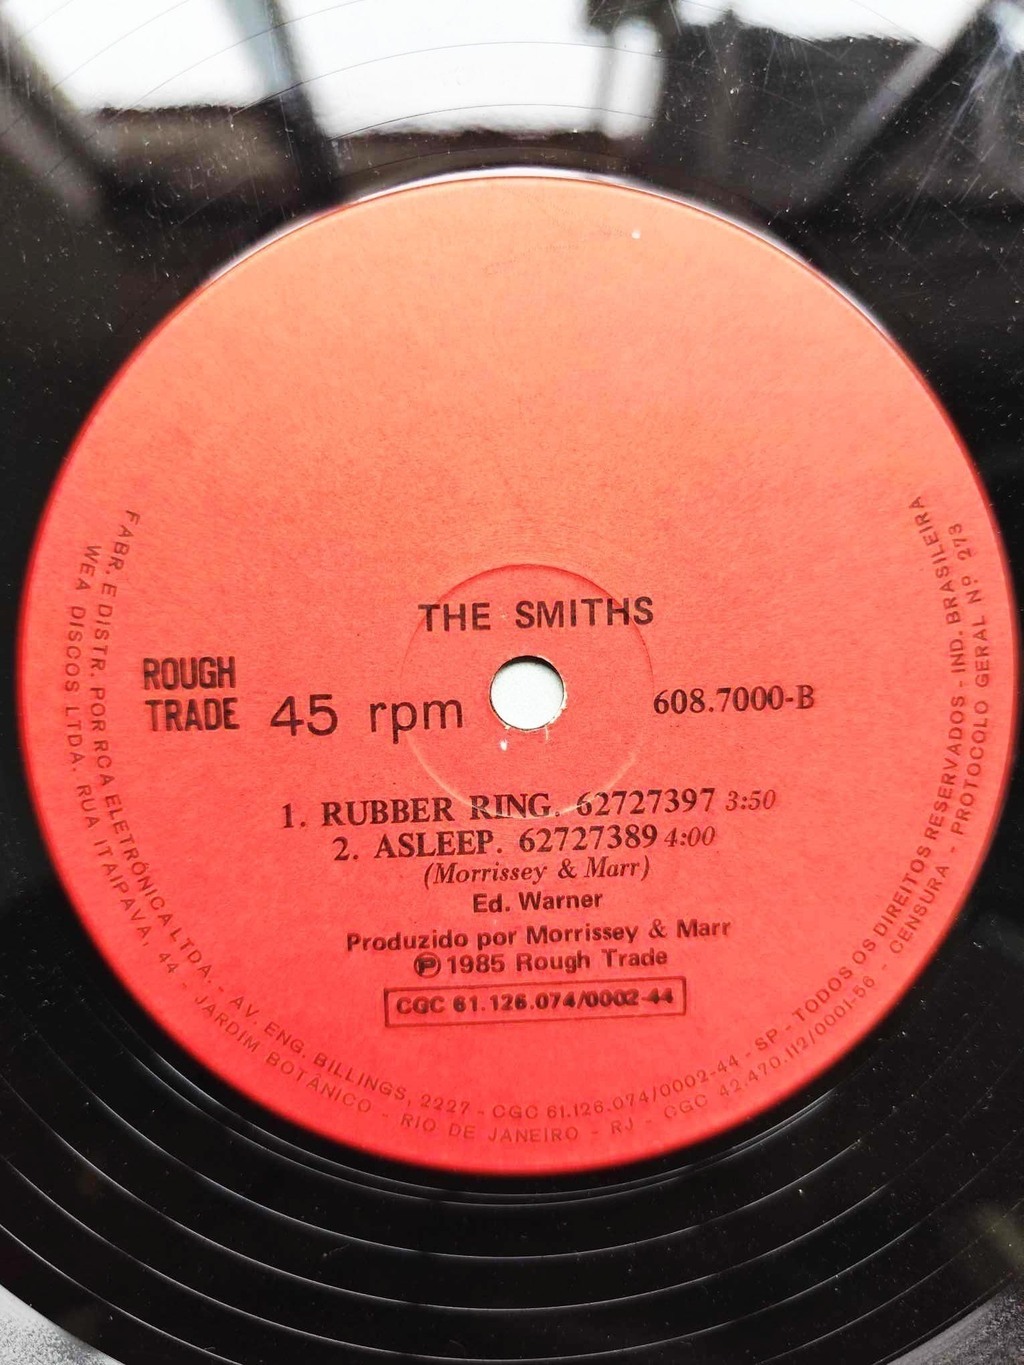 THE SMITHS
ROUGH TRADE
45 rpm
608.7000-B
1. RUBBER RING. 62727397 3:50
2. ASLEEP. 62727389 4:00
(Morrissey & Marr)
Ed. Warner
Produzido por Morrissey & Marr
Ⓟ 1985 Rough Trade
CGC 61.126.074/0002-44
FABR. E DISTR. POR RCA ELETRÔNICA LTDA. - AV. ENG. BILLINGS, 2227 - CGC 61.126.074/0002-44 - SP - TODOS OS DIREITOS RESERVADOS - IND. BRASILEIRA
WEA DISCOS LTDA. RUA ITAIPAVA, 44 - JARDIM BOTÂNICO - RIO DE JANEIRO - RJ - CGC 42.470.112/0001-56 - CENSURA - PROTOCOLO GERAL Nº 273